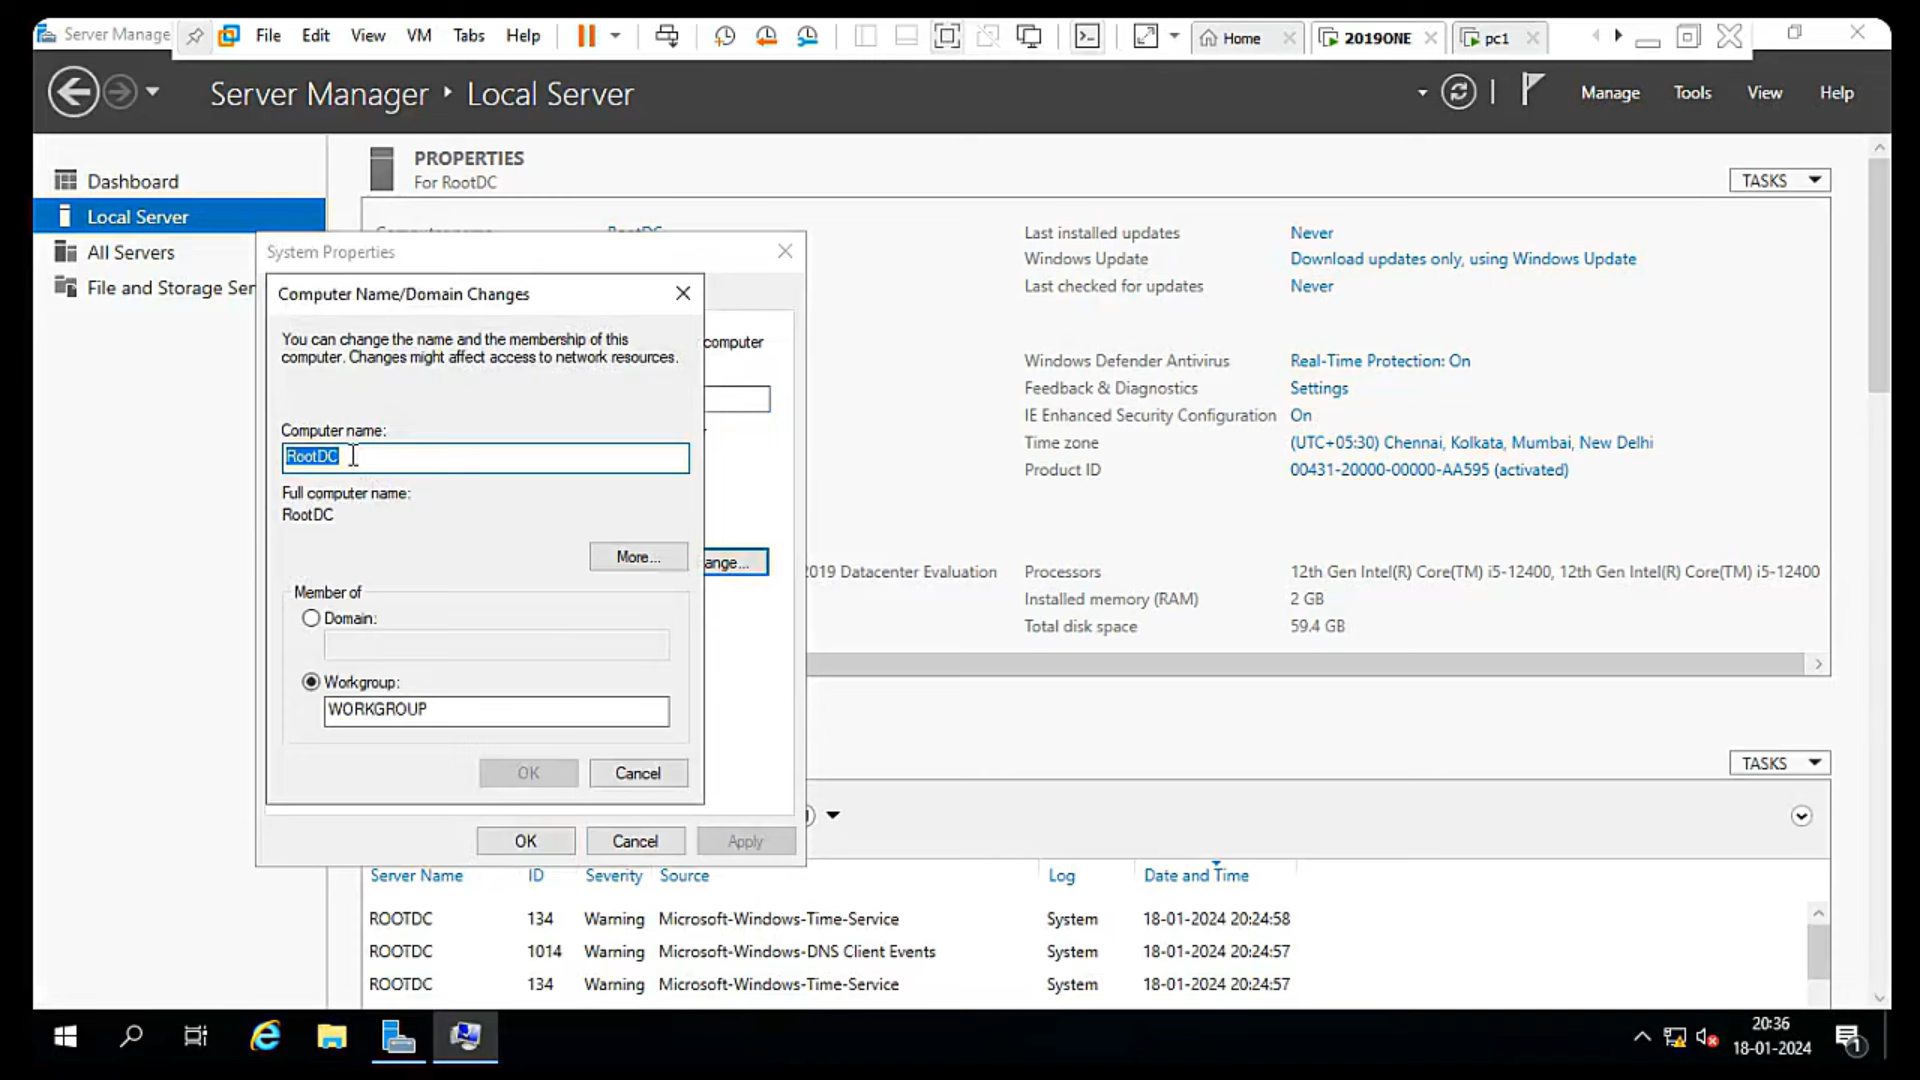 Server Manage
File Edit View VM Tabs Help
Home
2019ONE
pc1
Server Manager
Local Server
Manage Tools View Help
Dashboard
Local Server
All Servers
File and Storage Ser
PROPERTIES
For RootDC
TASKS
Last installed updates Never
Windows Update Download updates only, using Windows Update
Last checked for updates Never
Windows Defender Antivirus Real-Time Protection: On
Feedback & Diagnostics Settings
IE Enhanced Security Configuration On
Time zone (UTC+05:30) Chennai, Kolkata, Mumbai, New Delhi
Product ID 00431-20000-00000-AA595 (activated)
2019 Datacenter Evaluation
Processors 12th Gen Intel(R) Core(TM) i5-12400, 12th Gen Intel(R) Core(TM) i5-12400
Installed memory (RAM) 2 GB
Total disk space 59.4 GB
System Properties
computer
ange...
OK Cancel Apply
Computer Name/Domain Changes
You can change the name and the membership of this
computer. Changes might affect access to network resources.
Computer name:
RootDC
Full computer name:
RootDC
More...
Member of
Domain:
Workgroup:
WORKGROUP
OK Cancel
TASKS
Server Name ID Severity Source Log Date and Time
ROOTDC 134 Warning Microsoft-Windows-Time-Service System 18-01-2024 20:24:58
ROOTDC 1014 Warning Microsoft-Windows-DNS Client Events System 18-01-2024 20:24:57
ROOTDC 134 Warning Microsoft-Windows-Time-Service System 18-01-2024 20:24:57
20:36
18-01-2024
1